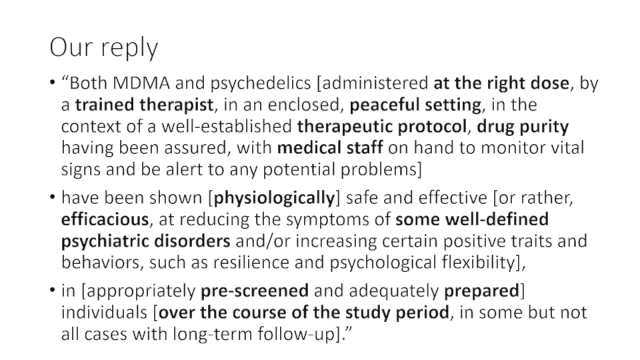 Our reply
• “Both MDMA and psychedelics [administered at the right dose, by
a trained therapist, in an enclosed, peaceful setting, in the
context of a well-established therapeutic protocol, drug purity
having been assured, with medical staff on hand to monitor vital
signs and be alert to any potential problems]
• have been shown [physiologically] safe and effective [or rather,
efficacious, at reducing the symptoms of some well-defined
psychiatric disorders and/or increasing certain positive traits and
behaviors, such as resilience and psychological flexibility],
• in [appropriately pre-screened and adequately prepared]
individuals [over the course of the study period, in some but not
all cases with long-term follow-up].”